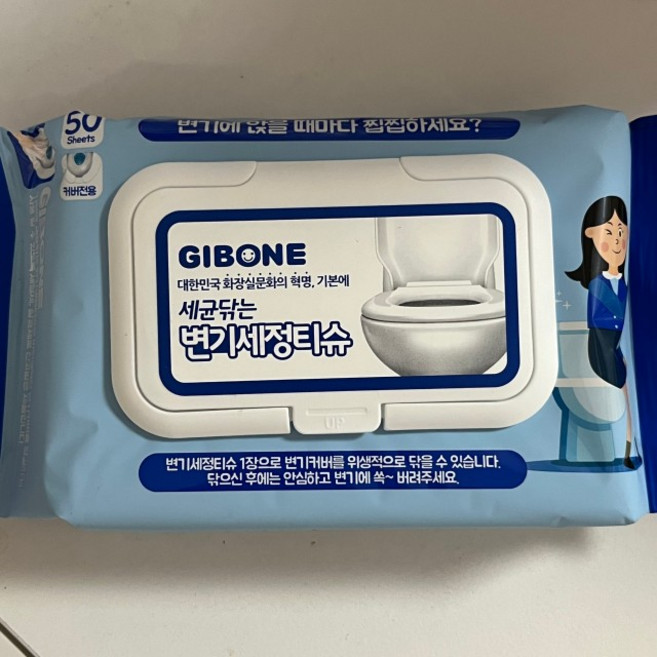 50
Sheets
변기에 앉을 때마다 찝찝하세요?
커버전용
GIBONE
대한민국 화장실문화의 혁명, 기본에
세균닦는
변기세정티슈
UP
변기세정티슈 1장으로 변기커버를 위생적으로 닦을 수 있습니다.
닦으신 후에는 안심하고 변기에 쏙~ 버려주세요.